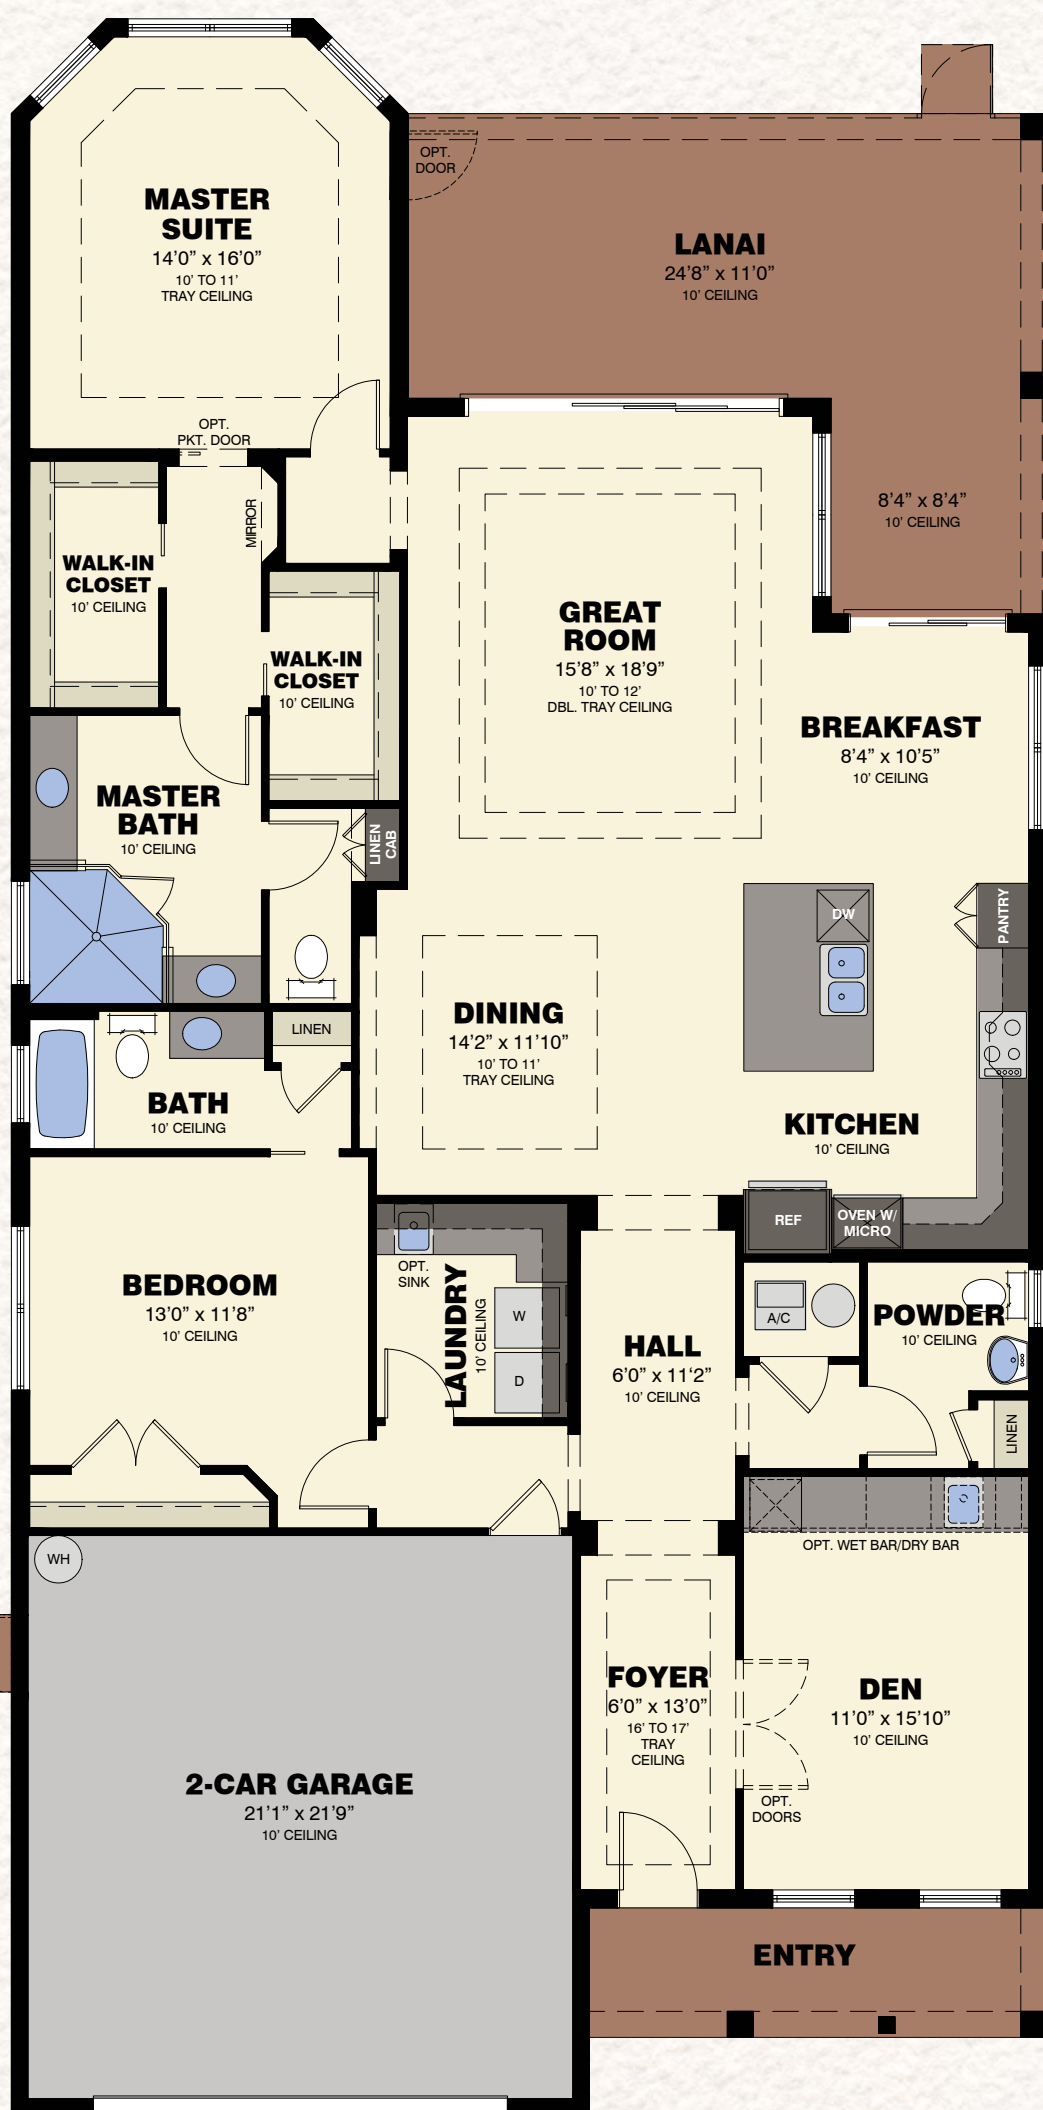 MASTER
SUITE
14'0" x 16'0"
10' TO 11'
TRAY CEILING
OPT.
DOOR
LANAI
24'8" x 11'0"
10' CEILING
OPT.
PKT. DOOR
8'4" x 8'4"
10' CEILING
MIRROR
WALK-IN
CLOSET
10' CEILING
WALK-IN
CLOSET
10' CEILING
GREAT
ROOM
15'8" x 18'9"
10' TO 12'
DBL. TRAY CEILING
BREAKFAST
8'4" x 10'5"
10' CEILING
MASTER
BATH
10' CEILING
LINEN
CAB
DW
PANTRY
DINING
14'2" x 11'10"
10' TO 11'
TRAY CEILING
LINEN
BATH
10' CEILING
KITCHEN
10' CEILING
REF
OVEN W/
MICRO
BEDROOM
13'0" x 11'8"
10' CEILING
OPT.
SINK
LAUNDRY
10' CEILING
W
D
HALL
6'0" x 11'2"
10' CEILING
A/C
POWDER
10' CEILING
LINEN
OPT. WET BAR/DRY BAR
WH
FOYER
6'0" x 13'0"
16' TO 17'
TRAY
CEILING
DEN
11'0" x 15'10"
10' CEILING
OPT.
DOORS
2-CAR GARAGE
21'1" x 21'9"
10' CEILING
ENTRY